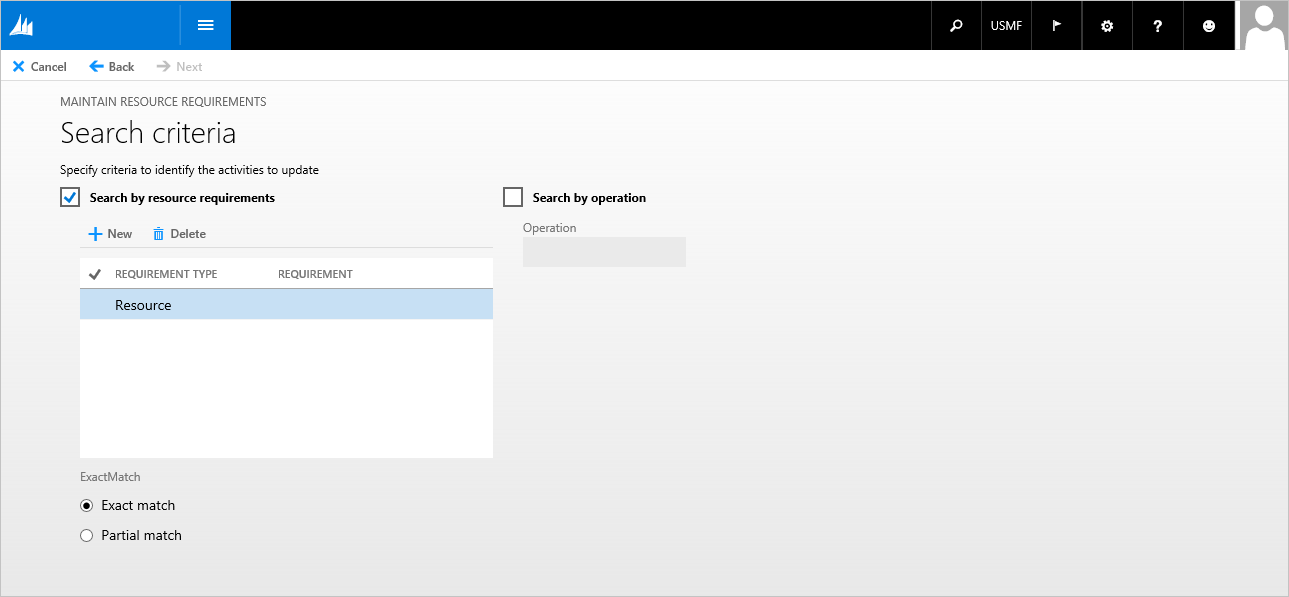 USMF
?
Cancel Back Next
MAINTAIN RESOURCE REQUIREMENTS
Search criteria
Specify criteria to identify the activities to update
Search by resource requirements
Search by operation
New Delete
Operation
REQUIREMENT TYPE REQUIREMENT
Resource
ExactMatch
Exact match
Partial match